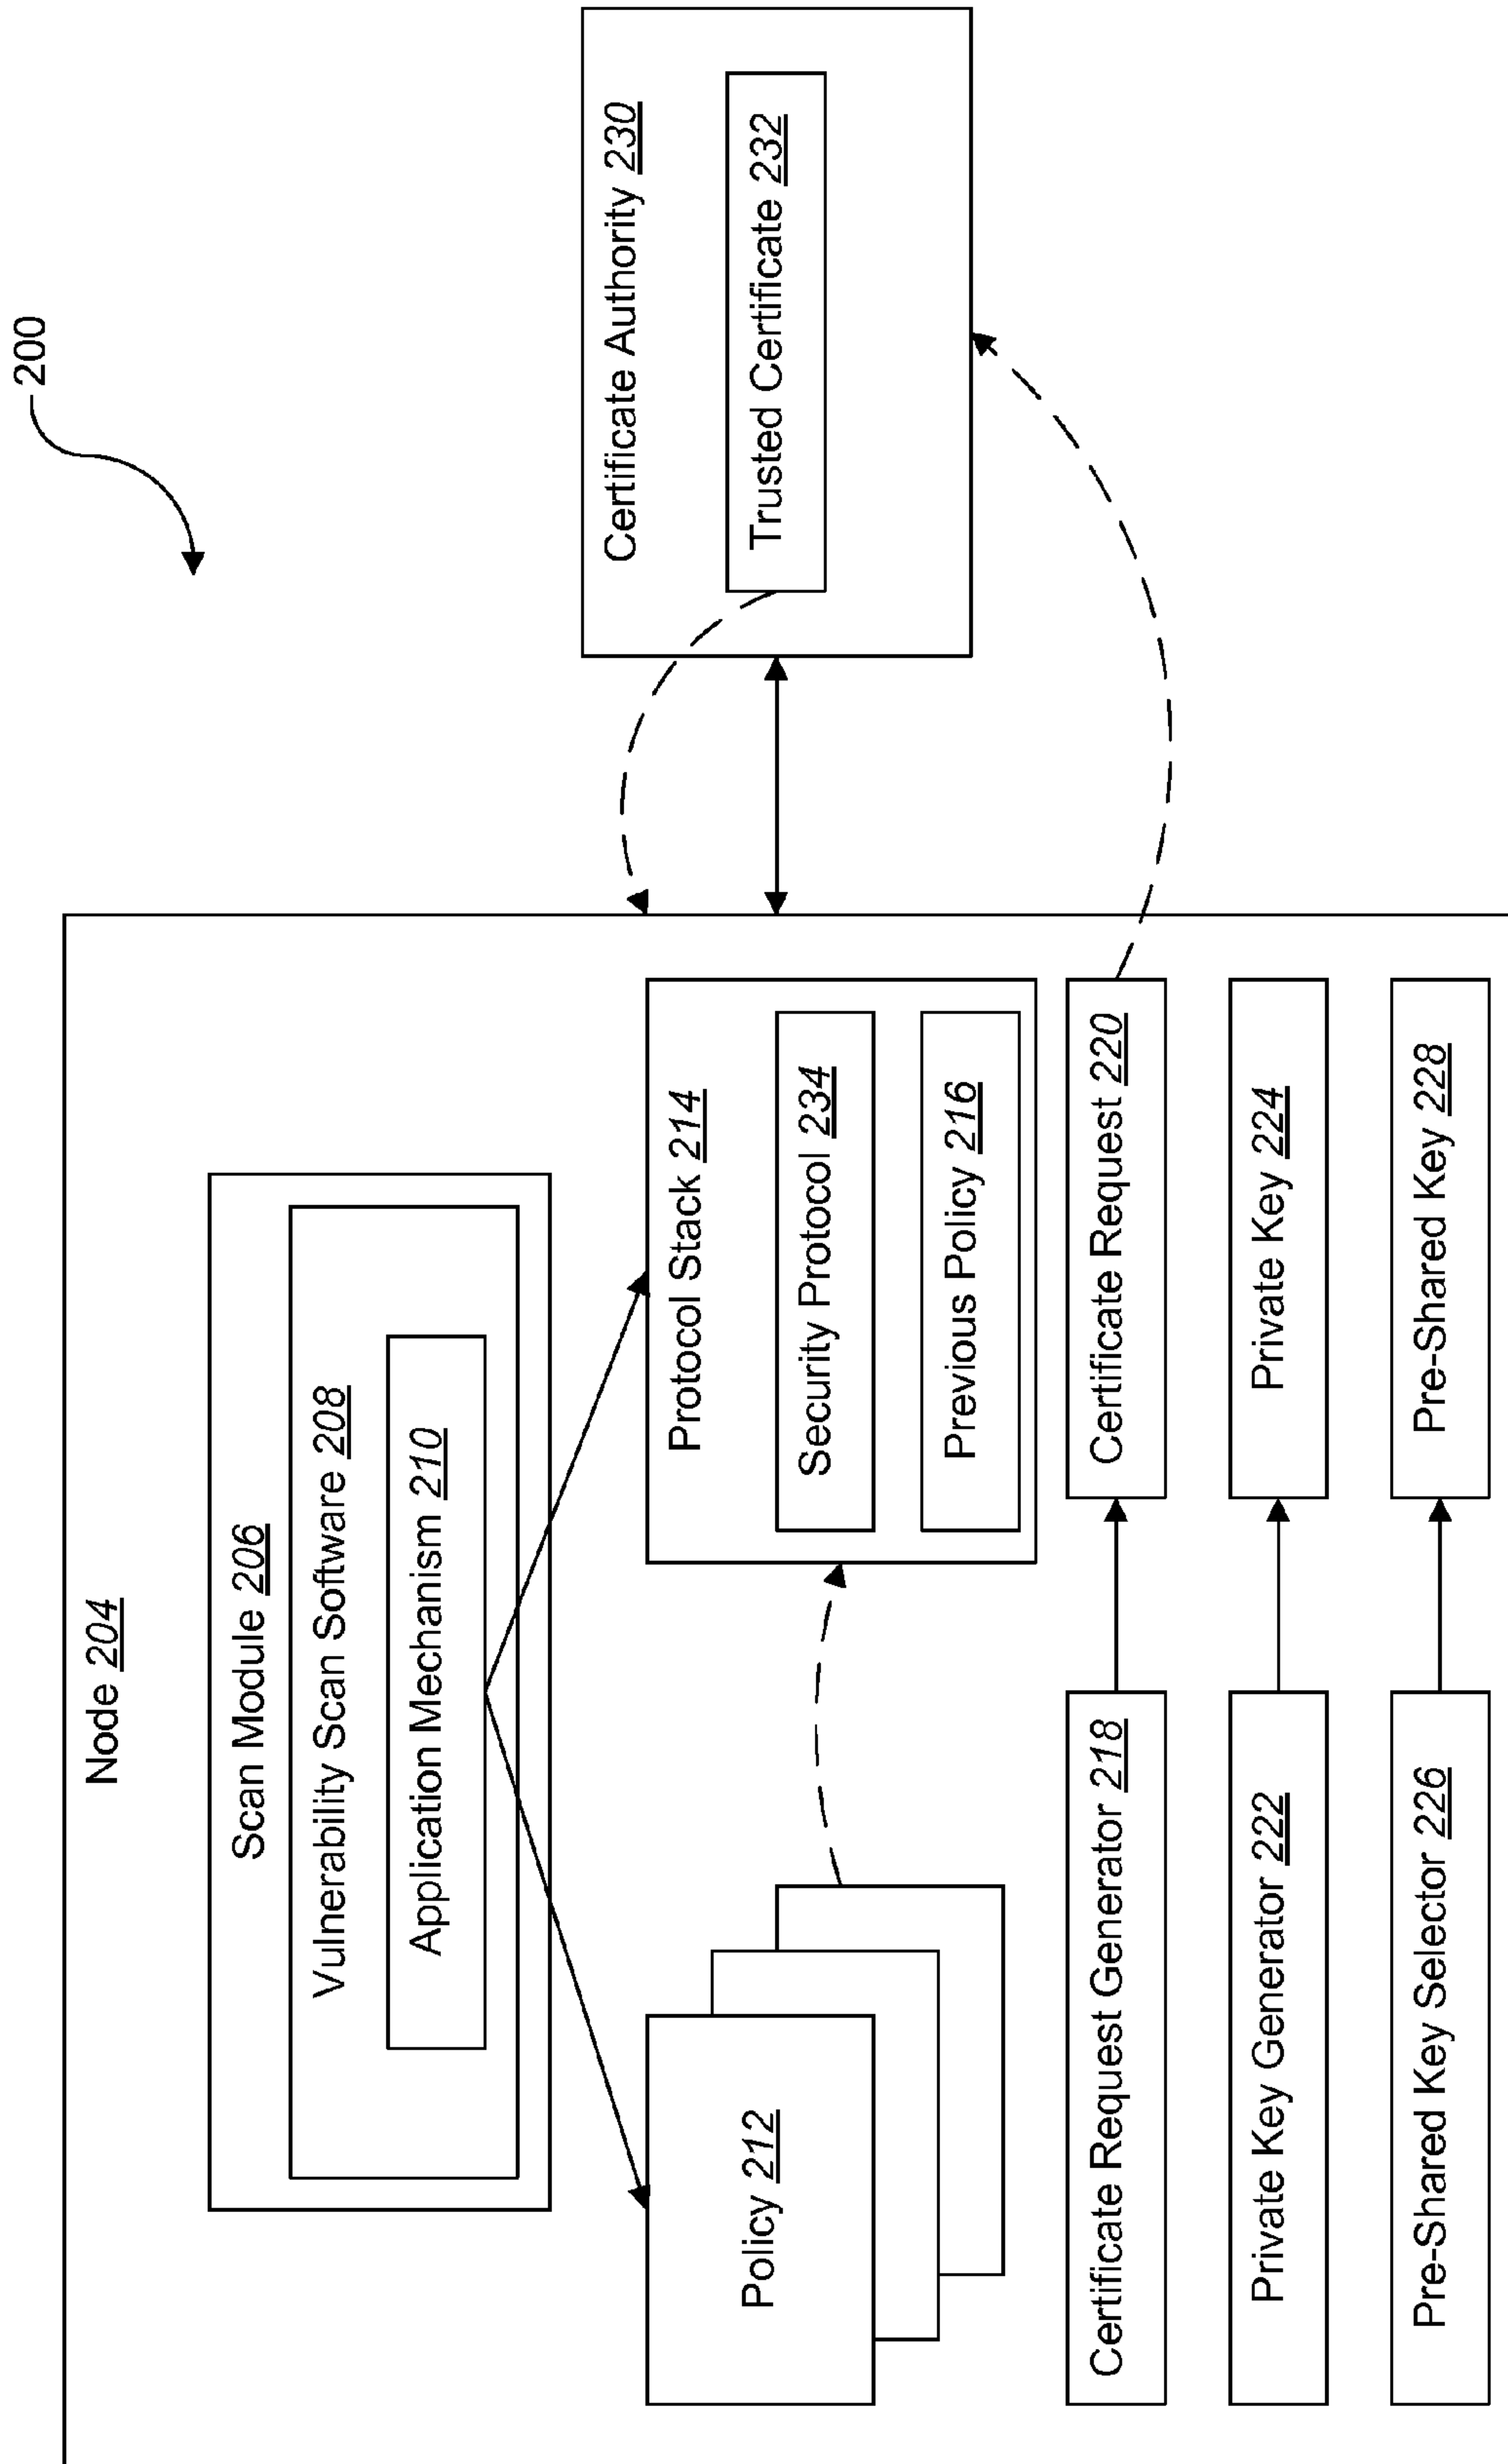 200
Node 204
Scan Module 206
Vulnerability Scan Software 208
Application Mechanism 210
Policy 212
Protocol Stack 214
Security Protocol 234
Previous Policy 216
Certificate Request Generator 218
Certificate Request 220
Private Key Generator 222
Private Key 224
Pre-Shared Key Selector 226
Pre-Shared Key 228
Certificate Authority 230
Trusted Certificate 232